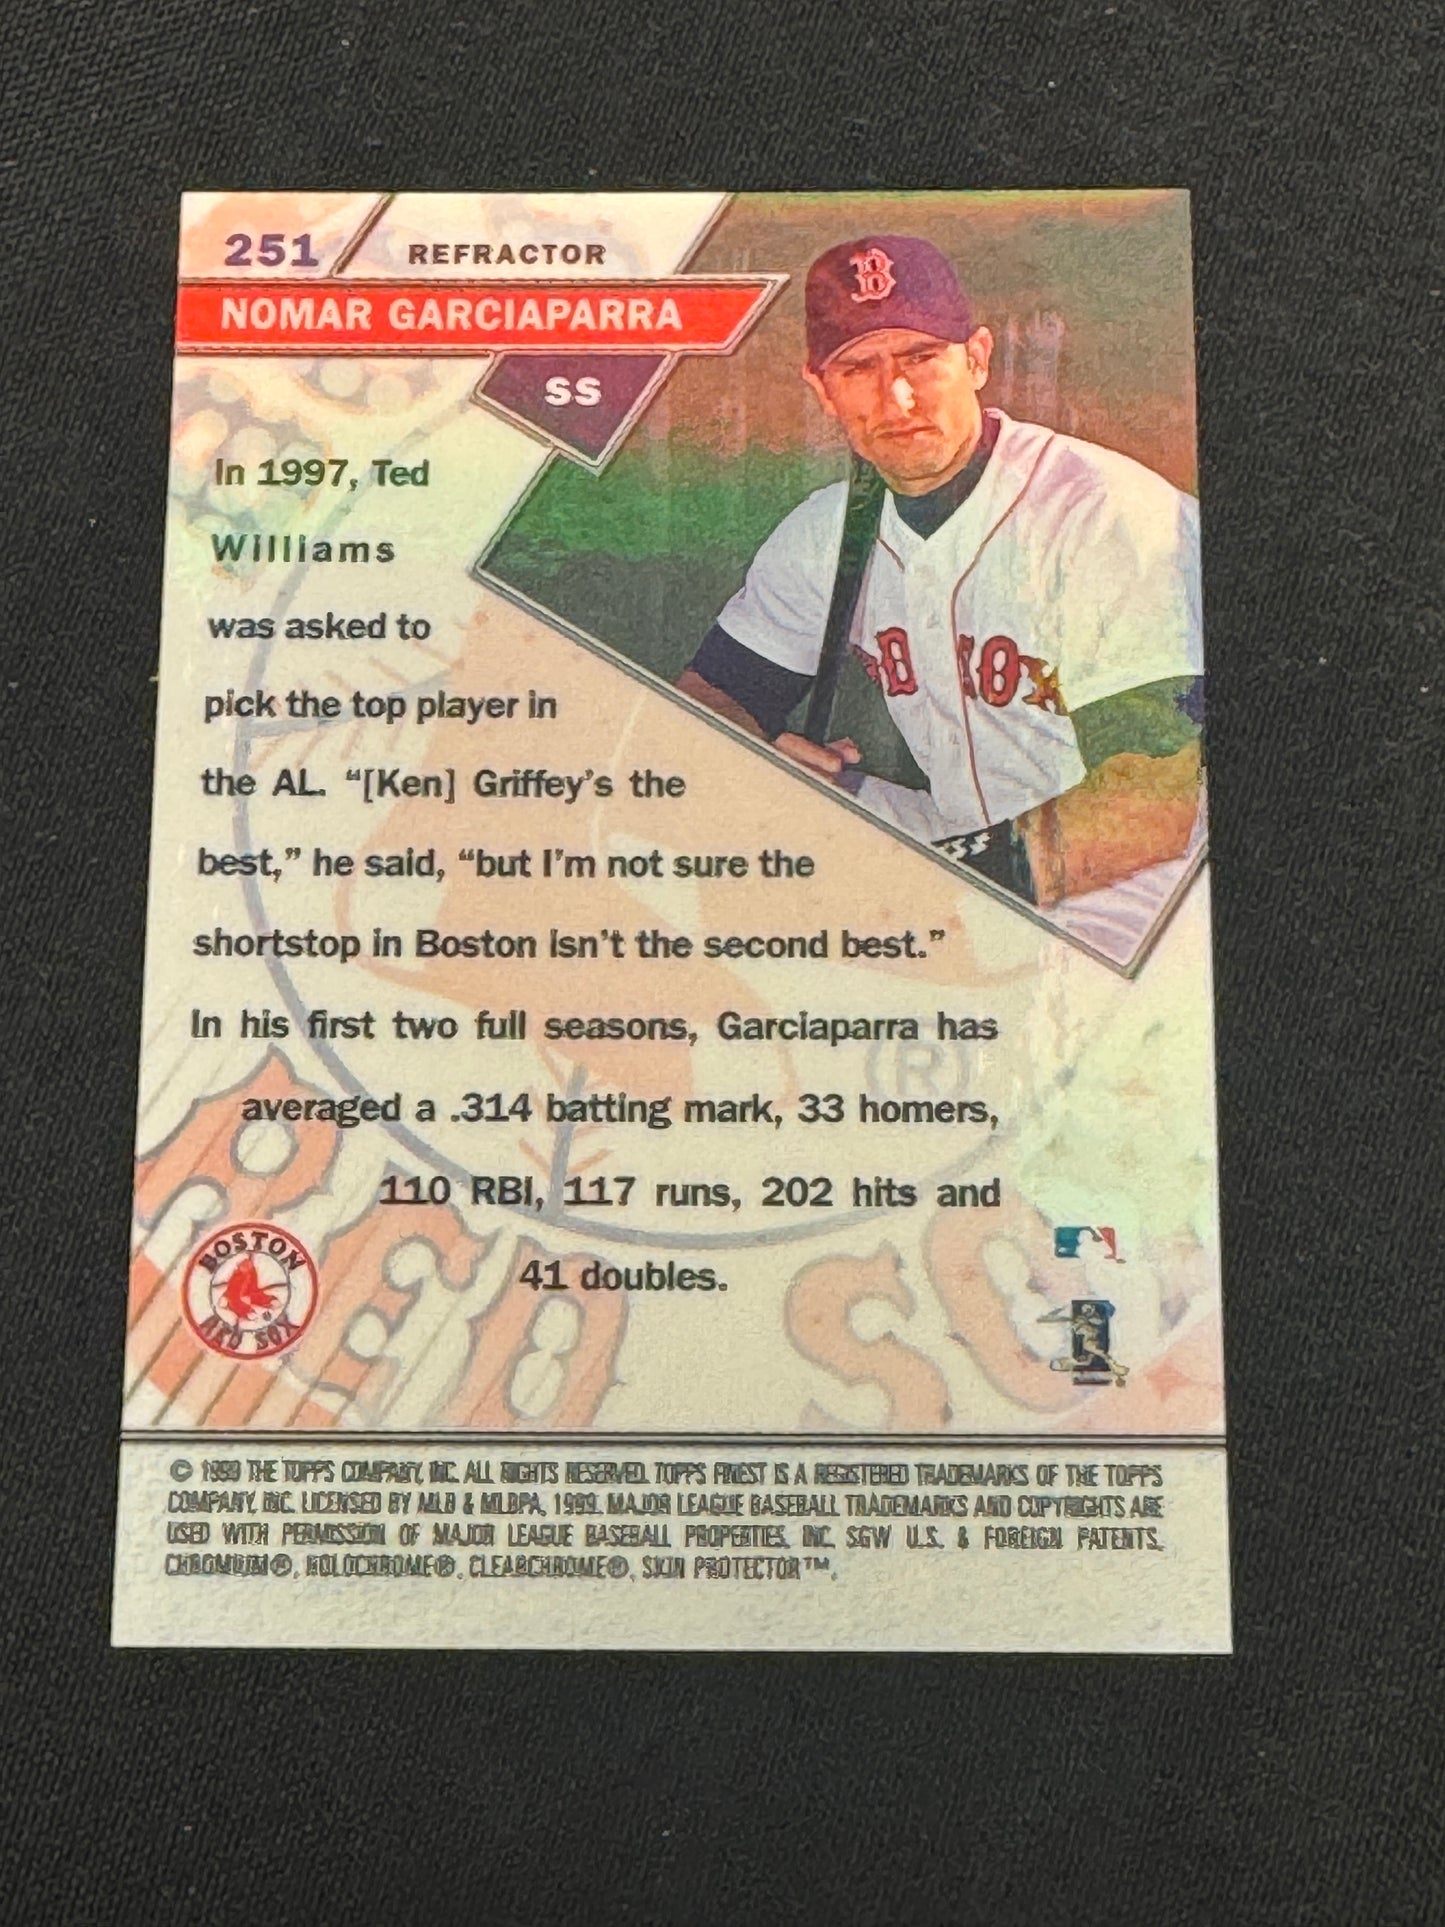 251
REFRACTOR
NOMAR GARCIAPARRA
SS
B
RED SOX
In 1997, Ted
Williams
was asked to
pick the top player in
the AL. “[Ken] Griffey’s the
best,” he said, “but I’m not sure the
shortstop in Boston isn’t the second best.”
In his first two full seasons, Garciaparra has
averaged a .314 batting mark, 33 homers,
110 RBI, 117 runs, 202 hits and
41 doubles.
(R)
RED SO
BOSTON
RED SOX
© 1999 THE TOPPS COMPANY, INC. ALL RIGHTS RESERVED. TOPPS FINEST IS A REGISTERED TRADEMARKS OF THE TOPPS
COMPANY, INC. LICENSED BY MLB & MLBPA, 1999. MAJOR LEAGUE BASEBALL TRADEMARKS AND COPYRIGHTS ARE
USED WITH PERMISSION OF MAJOR LEAGUE BASEBALL PROPERTIES, INC. SGW U.S. & FOREIGN PATENTS.
CHROMIUM®, HOLOCHROME®, CLEARCHROME®, SKIN PROTECTOR™.